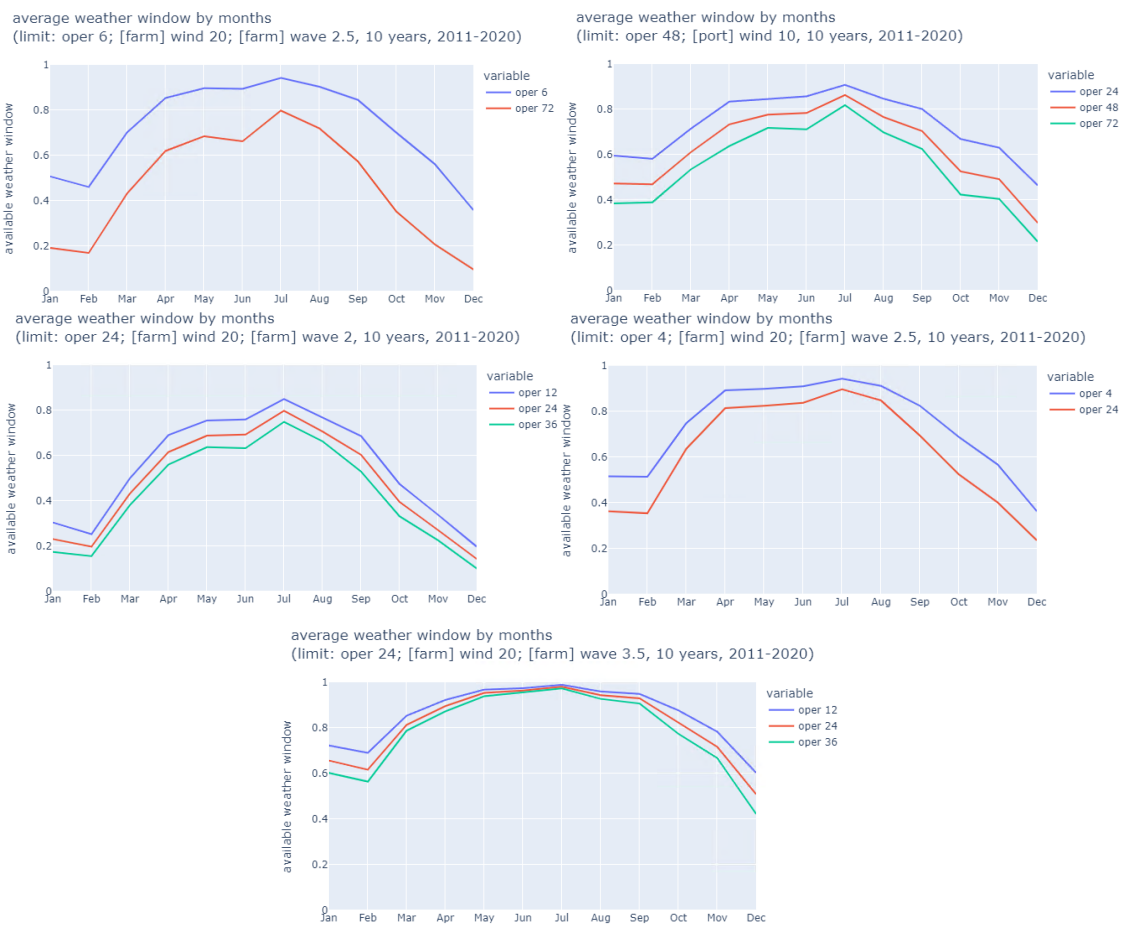 average weather window by months
(limit: oper 6; [farm] wind 20; [farm] wave 2.5, 10 years, 2011-2020)
variable
oper 6
oper 72
available weather window
1
0.8
0.6
0.4
0.2
0
Jan Feb Mar Apr May Jun Jul Aug Sep Oct Mov Dec
average weather window by months
(limit: oper 48; [port] wind 10, 10 years, 2011-2020)
variable
oper 24
oper 48
oper 72
available weather window
1
0.8
0.6
0.4
0.2
0
Jan Feb Mar Apr May Jun Jul Aug Sep Oct Mov Dec
average weather window by months
(limit: oper 24; [farm] wind 20; [farm] wave 2, 10 years, 2011-2020)
variable
oper 12
oper 24
oper 36
available weather window
1
0.8
0.6
0.4
0.2
0
Jan Feb Mar Apr May Jun Jul Aug Sep Oct Mov Dec
average weather window by months
(limit: oper 4; [farm] wind 20; [farm] wave 2.5, 10 years, 2011-2020)
variable
oper 4
oper 24
available weather window
1
0.8
0.6
0.4
0.2
0
Jan Feb Mar Apr May Jun Jul Aug Sep Oct Mov Dec
average weather window by months
(limit: oper 24; [farm] wind 20; [farm] wave 3.5, 10 years, 2011-2020)
variable
oper 12
oper 24
oper 36
available weather window
1
0.8
0.6
0.4
0.2
0
Jan Feb Mar Apr May Jun Jul Aug Sep Oct Mov Dec